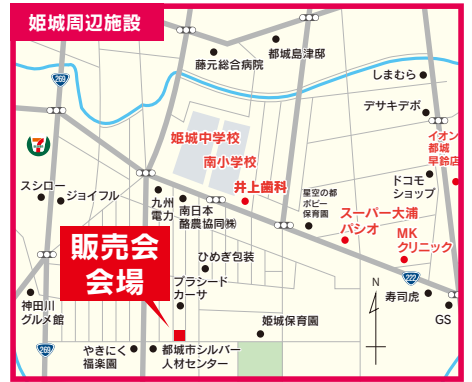 姫城周辺施設
藤元総合病院
都城島津邸
しまむら
デサキデポ
269
7
姫城中学校
南小学校
イオン
都城
早鈴店
スシロー
ジョイフル
九州
電力
南日本
酪農協同㈱
井上歯科
星空の都
ポピー
保育園
ドコモ
ショップ
スーパー大浦
パシオ
MK
クリニック
販売会
会場
ひめぎ包装
プラシード
カーサ
222
N
寿司虎
GS
神田川
グルメ館
姫城保育園
269
やきにく
福楽園
都城市シルバー
人材センター